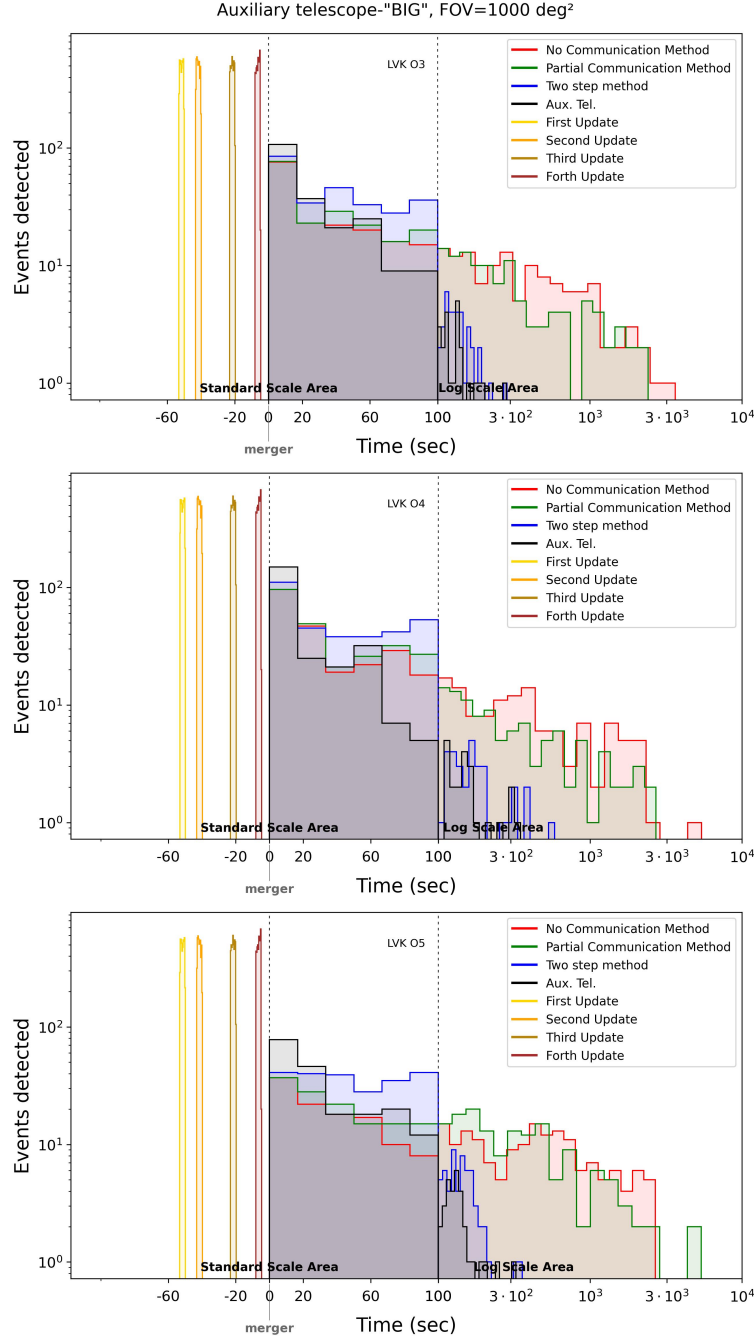 Auxiliary telescope-"BIG", FOV=1000 deg²
LVK O3
No Communication Method
Partial Communication Method
Two step method
Aux. Tel.
First Update
Second Update
Third Update
Forth Update
Events detected
10²
10¹
10⁰
Standard Scale Area
Log Scale Area
-60 -20 0 20 60 100 3·10² 10³ 3·10³ 10⁴
merger
Time (sec)
LVK O4
No Communication Method
Partial Communication Method
Two step method
Aux. Tel.
First Update
Second Update
Third Update
Forth Update
Events detected
10²
10¹
10⁰
Standard Scale Area
Log Scale Area
-60 -20 0 20 60 100 3·10² 10³ 3·10³ 10⁴
merger
Time (sec)
LVK O5
No Communication Method
Partial Communication Method
Two step method
Aux. Tel.
First Update
Second Update
Third Update
Forth Update
Events detected
10²
10¹
10⁰
Standard Scale Area
Log Scale Area
-60 -20 0 20 60 100 3·10² 10³ 3·10³ 10⁴
merger
Time (sec)